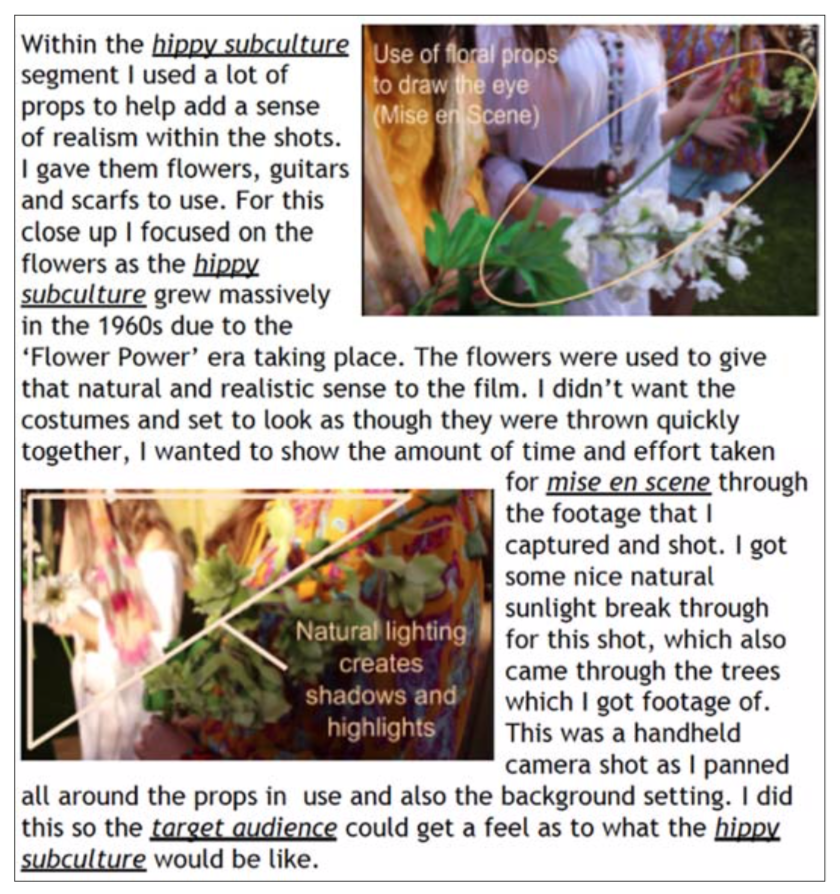 Within the hippy subculture
segment I used a lot of
props to help add a sense
of realism within the shots.
I gave them flowers, guitars
and scarfs to use. For this
close up I focused on the
flowers as the hippy
subculture grew massively
in the 1960s due to the
Use of floral props
to draw the eye
(Mise en Scene)
‘Flower Power’ era taking place. The flowers were used to give
that natural and realistic sense to the film. I didn’t want the
costumes and set to look as though they were thrown quickly
together, I wanted to show the amount of time and effort taken
for mise en scene through
the footage that I
captured and shot. I got
some nice natural
sunlight break through
for this shot, which also
came through the trees
which I got footage of.
This was a handheld
camera shot as I panned
Natural lighting
creates
shadows and
highlights
all around the props in  use and also the background setting. I did
this so the target audience could get a feel as to what the hippy
subculture would be like.